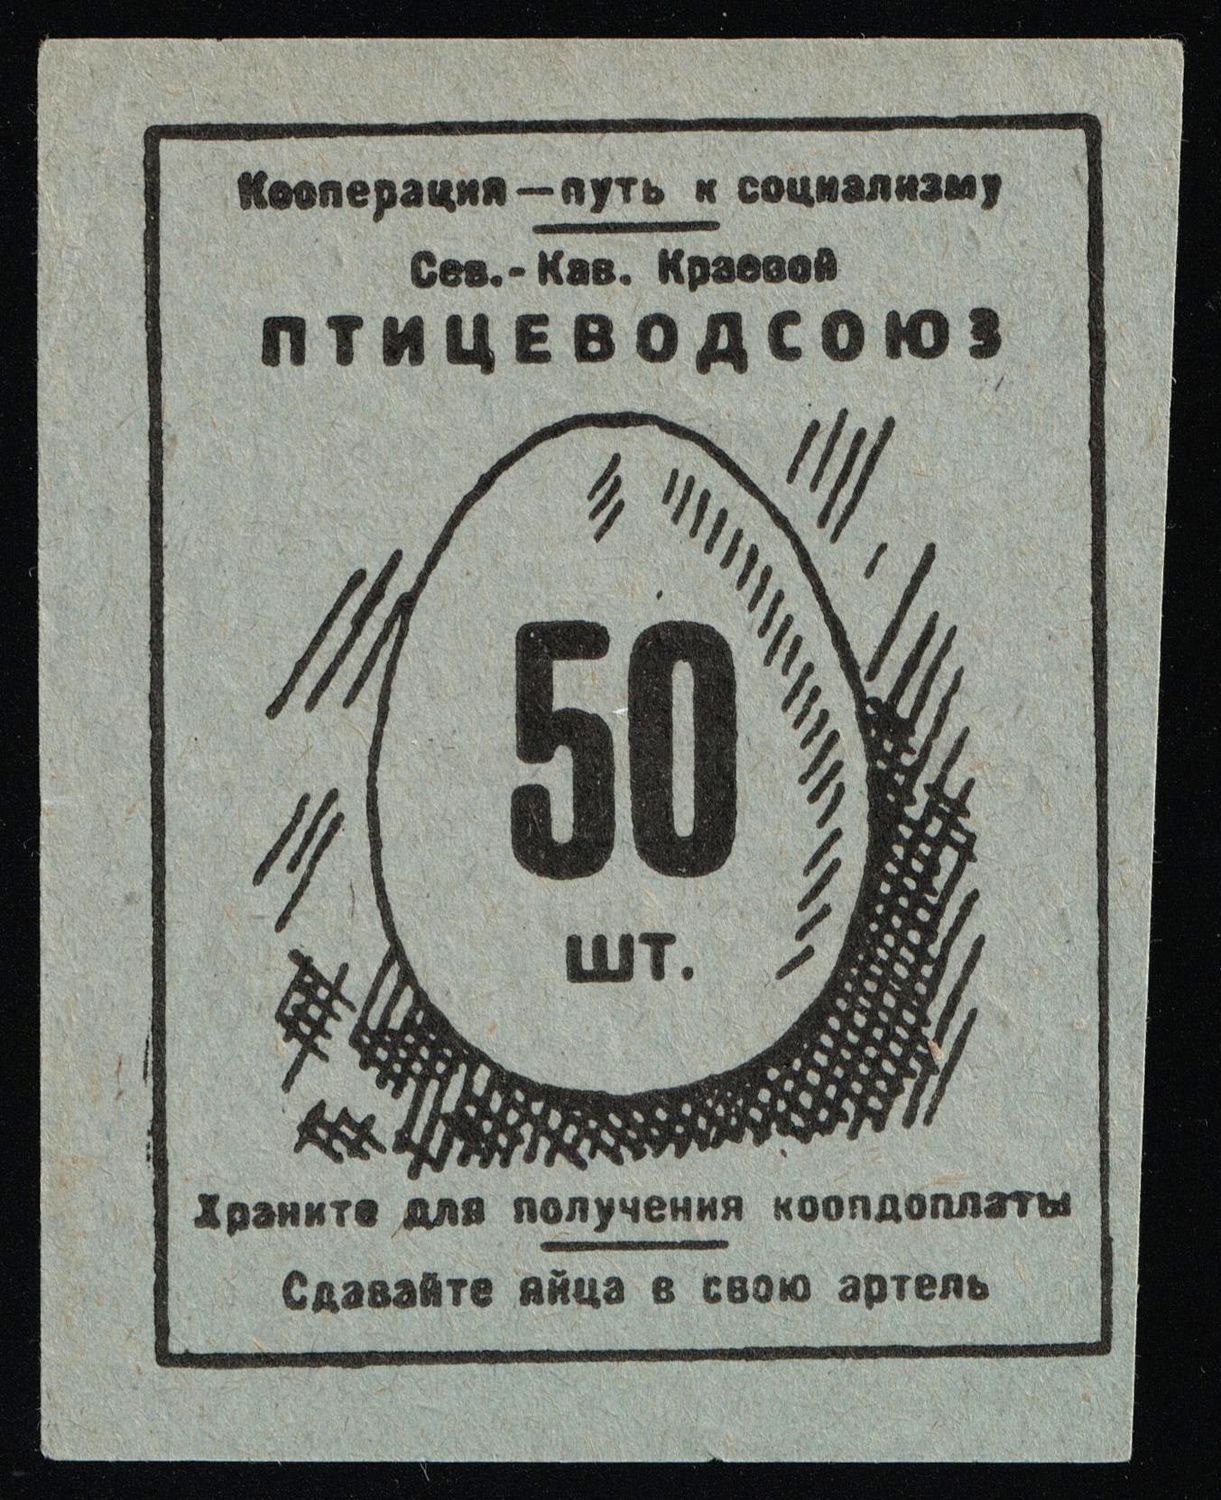 Кооперация — путь к социализму
Сев.-Кав. Краевой
ПТИЦЕВОДСОЮЗ
50
шт.
Храните для получения коопдоплаты
Сдавайте яйца в свою артель